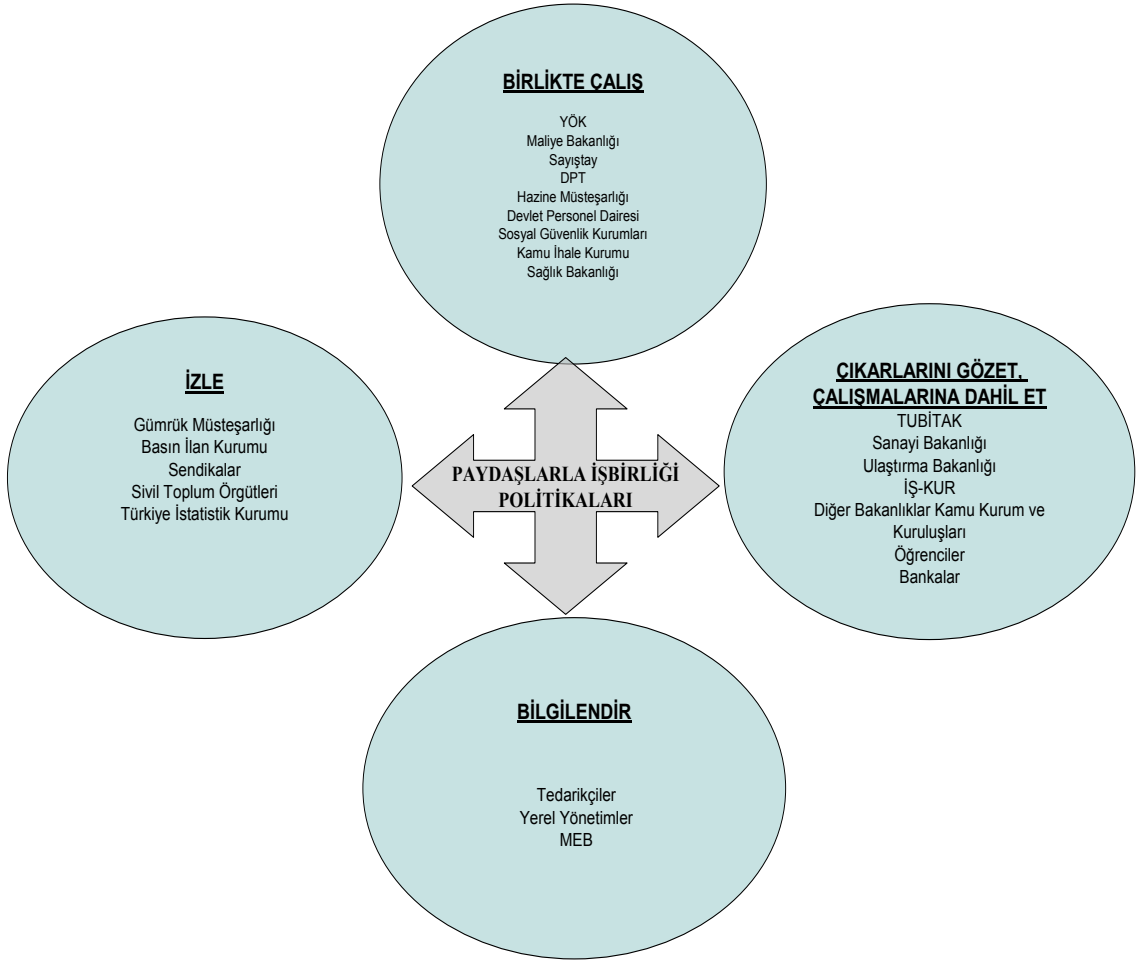 BİRLİKTE ÇALIŞ
YÖK
Maliye Bakanlığı
Sayıştay
DPT
Hazine Müsteşarlığı
Devlet Personel Dairesi
Sosyal Güvenlik Kurumları
Kamu İhale Kurumu
Sağlık Bakanlığı
İZLE
Gümrük Müsteşarlığı
Basın İlan Kurumu
Sendikalar
Sivil Toplum Örgütleri
Türkiye İstatistik Kurumu
PAYDAŞLARLA İŞBİRLİĞİ
POLİTİKALARI
ÇIKARLARINI GÖZET,
ÇALIŞMALARINA DAHİL ET
TUBİTAK
Sanayi Bakanlığı
Ulaştırma Bakanlığı
İŞ-KUR
Diğer Bakanlıklar Kamu Kurum ve
Kuruluşları
Öğrenciler
Bankalar
BİLGİLENDİR
Tedarikçiler
Yerel Yönetimler
MEB